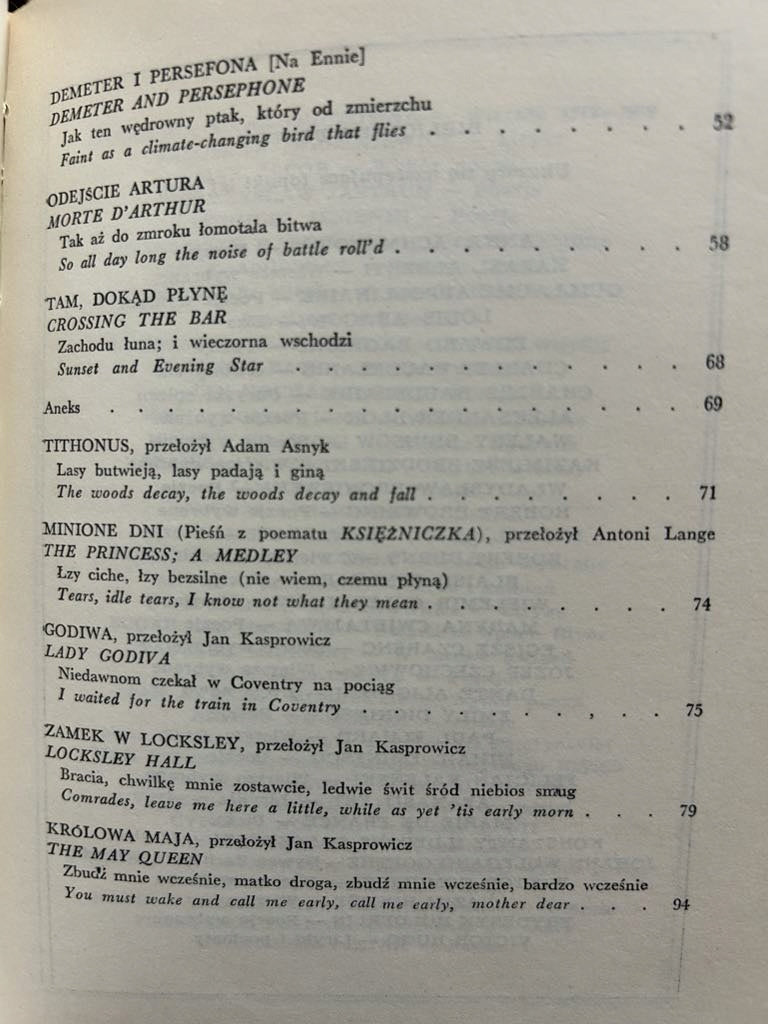 DEMETER I PERSEFONA [Na Ennie]
DEMETER AND PERSEPHONE
Jak ten wędrowny ptak, który od zmierzchu
Faint as a climate-changing bird that flies . . . . . . . . 52
ODEJŚCIE ARTURA
MORTE D'ARTHUR
Tak aż do zmroku łomotała bitwa
So all day long the noise of battle roll'd . . . . . . . . . 58
TAM, DOKĄD PŁYNĘ
CROSSING THE BAR
Zachodu łuna; i wieczorna wschodzi
Sunset and Evening Star . . . . . . . . . . . . 68
Aneks . . . . . . . . . . . . . . . . . . 69
TITHONUS, przełożył Adam Asnyk
Lasy butwieją, lasy padają i giną
The woods decay, the woods decay and fall . . . . . . . . 71
MINIONE DNI (Pieśń z poematu KSIĘŻNICZKA), przełożył Antoni Lange
THE PRINCESS; A MEDLEY
Łzy ciche, łzy bezsilne (nie wiem, czemu płyną)
Tears, idle tears, I know not what they mean . . . . . . . . 74
GODIWA, przełożył Jan Kasprowicz
LADY GODIVA
Niedawnom czekał w Coventry na pociąg
I waited for the train in Coventry . . . . . . . . , . . 75
ZAMEK W LOCKSLEY, przełożył Jan Kasprowicz
LOCKSLEY HALL
Bracia, chwilkę mnie zostawcie, ledwie świt śród niebios smug
Comrades, leave me here a little, while as yet 'tis early morn . . . 79
KRÓLOWA MAJA, przełożył Jan Kasprowicz
THE MAY QUEEN
Zbudź mnie wcześnie, matko droga, zbudź mnie wcześnie, bardzo wcześnie
You must wake and call me early, call me early, mother dear . . . 94